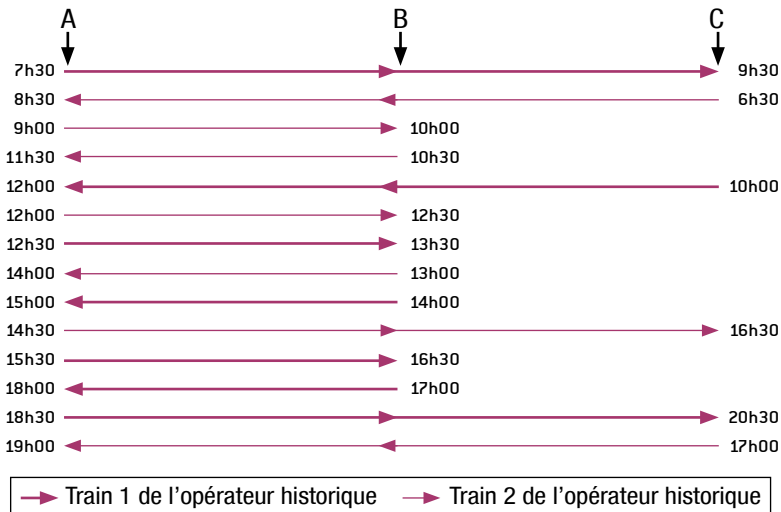 A B C
7h30 9h30
8h30 6h30
9h00 10h00
11h30 10h30
12h00 10h00
12h00 12h30
12h30 13h30
14h00 13h00
15h00 14h00
14h30 16h30
15h30 16h30
18h00 17h00
18h30 20h30
19h00 17h00
Train 1 de l’opérateur historique Train 2 de l’opérateur historique